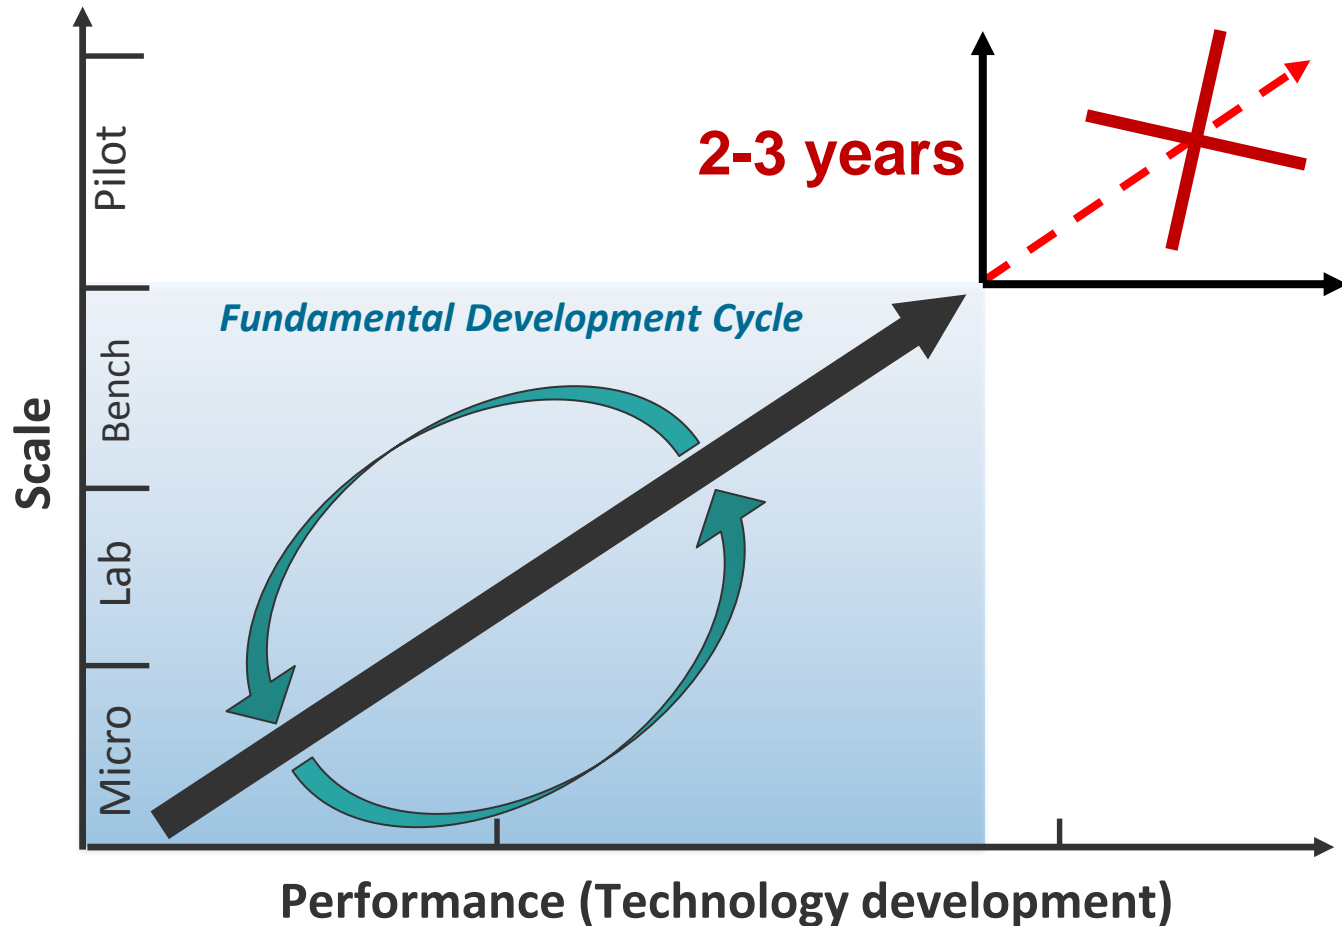 Pilot
2-3 years
Fundamental Development Cycle
Bench
Scale
Lab
Micro
Performance (Technology development)